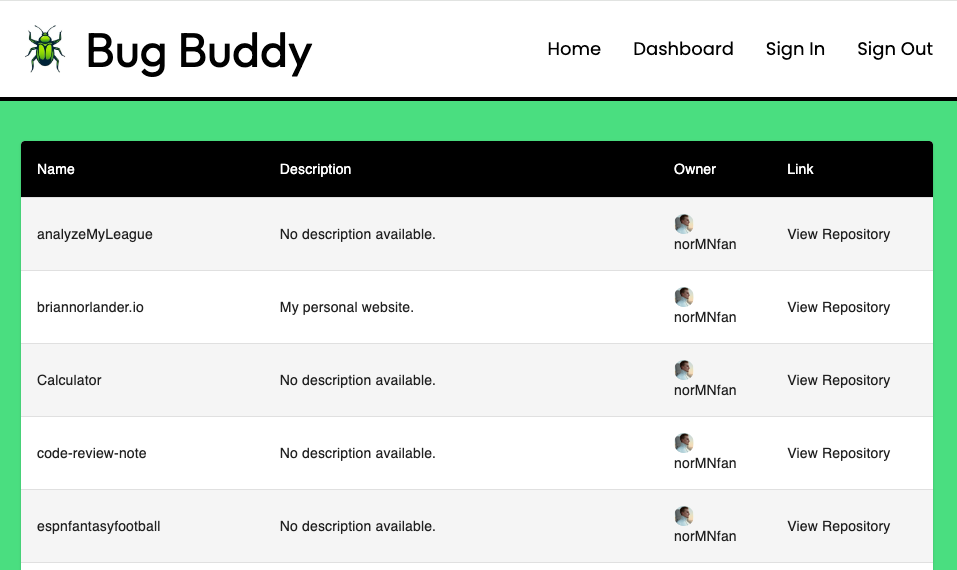 Bug Buddy
Home Dashboard Sign In Sign Out
Name Description Owner Link
analyzeMyLeague No description available. norMNfan View Repository
briannorlander.io My personal website. norMNfan View Repository
Calculator No description available. norMNfan View Repository
code-review-note No description available. norMNfan View Repository
espnfantasyfootball No description available. norMNfan View Repository